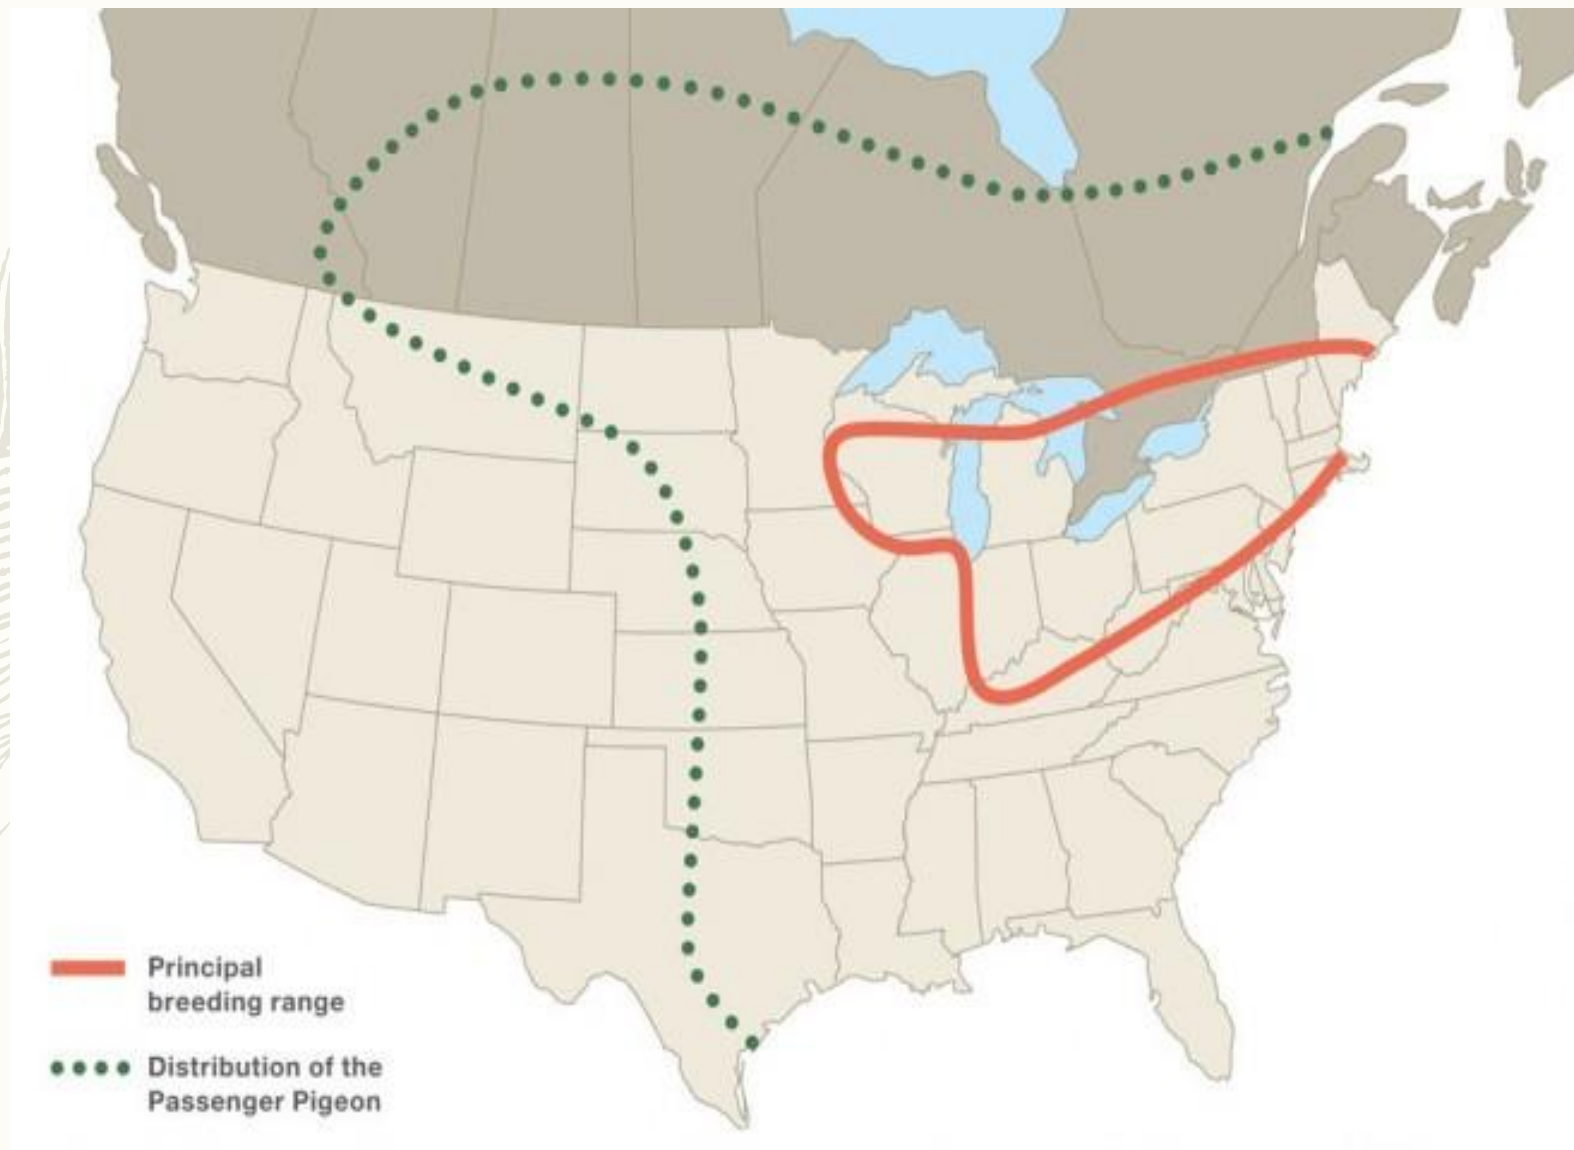 Principal
breeding range
Distribution of the
Passenger Pigeon